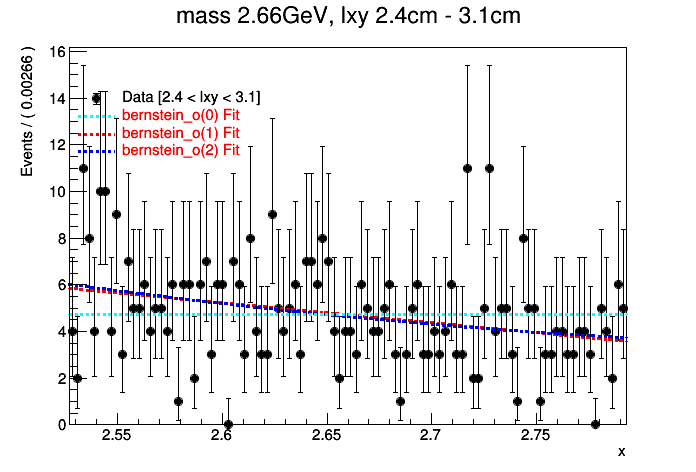 mass 2.66GeV, lxy 2.4cm - 3.1cm
Events / ( 0.00266 )
16
14
12
10
8
6
4
2
0
Data [2.4 < lxy < 3.1]
bernstein_o(0) Fit
bernstein_o(1) Fit
bernstein_o(2) Fit
2.55 2.6 2.65 2.7 2.75
x